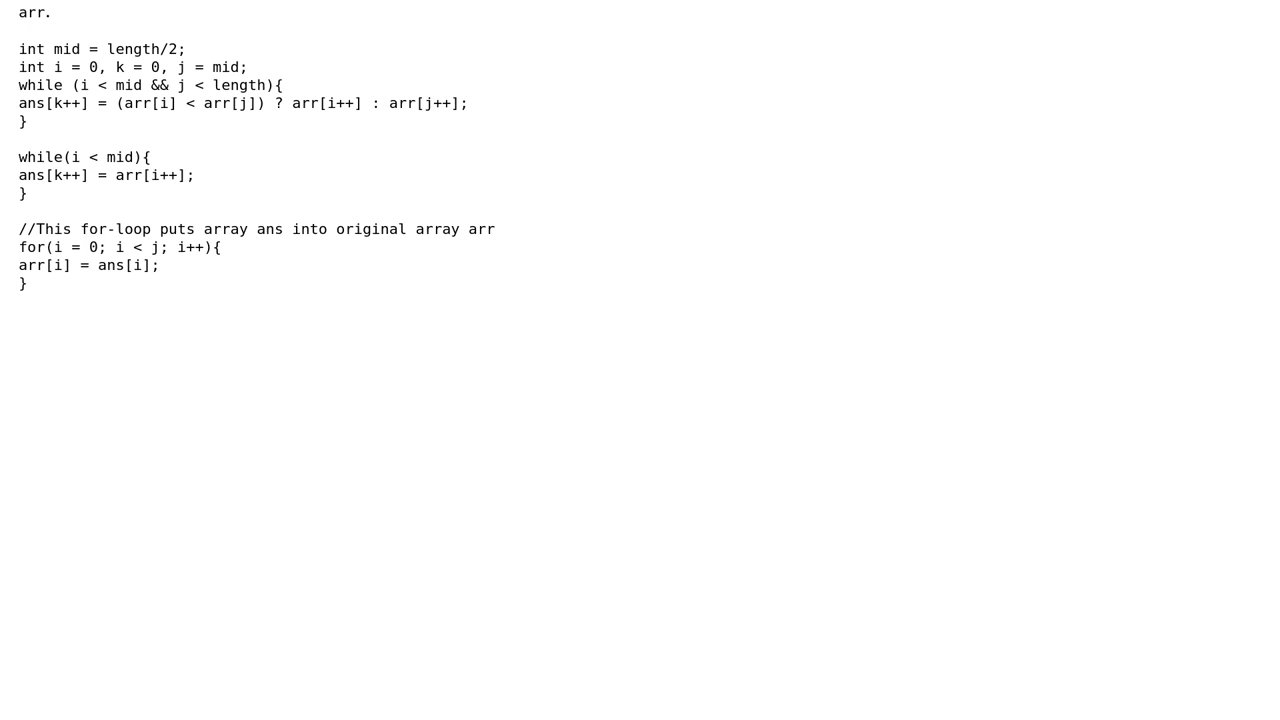 arr.
int mid = length/2;
int i = 0, k = 0, j = mid;
while (i < mid && j < length){
ans[k++] = (arr[i] < arr[j]) ? arr[i++] : arr[j++];
}
while(i < mid){
ans[k++] = arr[i++];
}
//This for-loop puts array ans into original array arr
for(i = 0; i < j; i++){
arr[i] = ans[i];
}